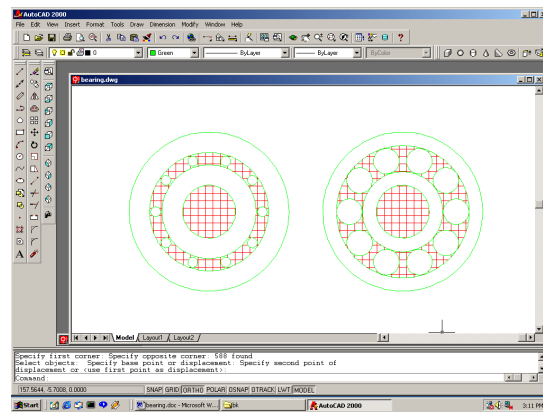 AutoCAD 2000
File Edit View Insert Format Tools Draw Dimension Modify Window Help
0 Green ByLayer ByLayer ByColor
bearing.dwg
Model Layout1 Layout2
Specify first corner: Specify opposite corner: 588 found
Select objects: Specify base point or displacement: Specify second point of
displacement or <use first point as displacement>:
Command:
157.5644, -5.7008, 0.0000 SNAP GRID ORTHO POLAR OSNAP OTRACK LWT MODEL
Start bearing.doc - Microsoft W... bk AutoCAD 2000 3:11 PM